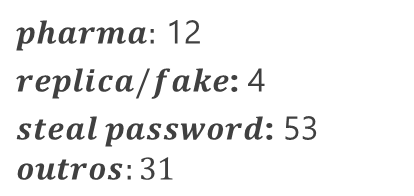 pharma: 12
replica/fake: 4
steal password: 53
outros: 31